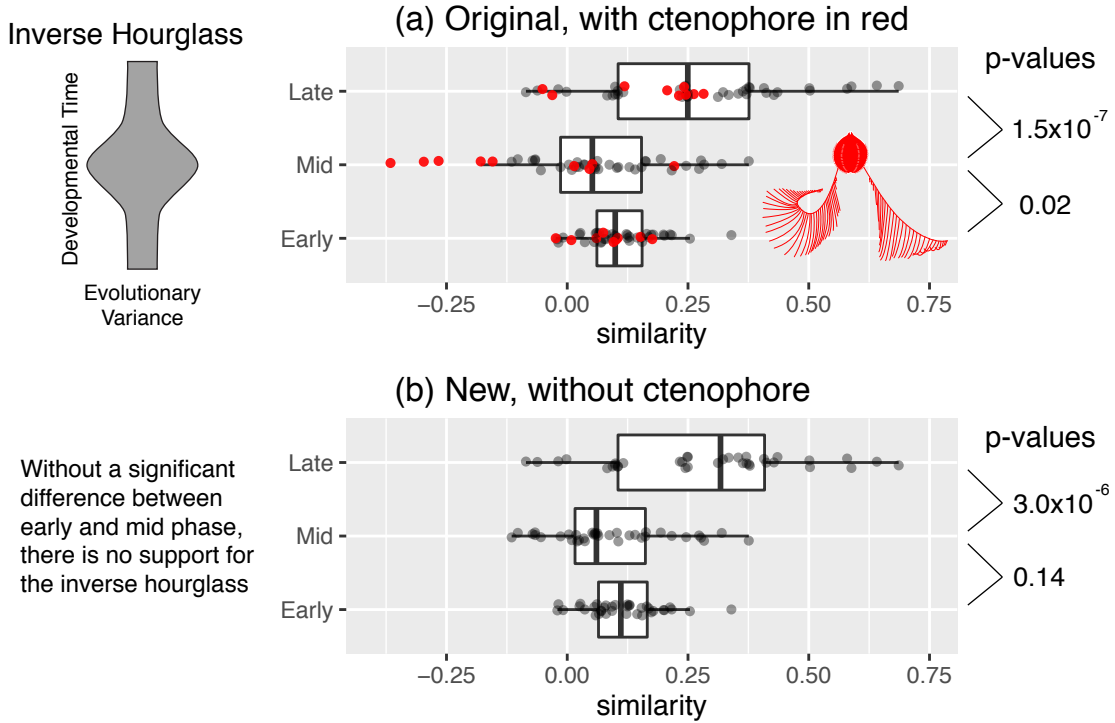 Inverse Hourglass
Developmental Time
Evolutionary
Variance
(a) Original, with ctenophore in red
Late
Mid
Early
−0.25
0.00
0.25
0.50
0.75
similarity
p-values
1.5x10⁻⁷
0.02
Without a significant
difference between
early and mid phase,
there is no support for
the inverse hourglass
(b) New, without ctenophore
Late
Mid
Early
−0.25
0.00
0.25
0.50
0.75
similarity
p-values
3.0x10⁻⁶
0.14